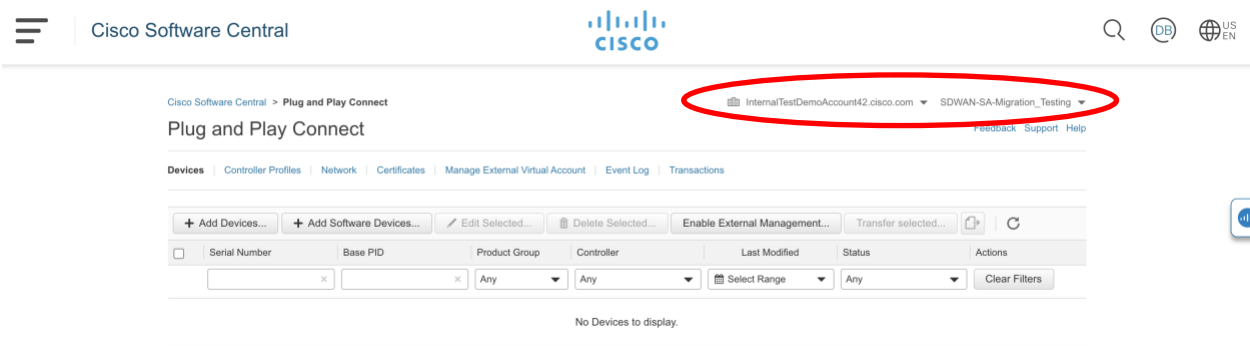 Cisco Software Central
CISCO
DB
US
EN
Cisco Software Central > Plug and Play Connect
InternalTestDemoAccount42.cisco.com SDWAN-SA-Migration_Testing
Plug and Play Connect
Feedback Support Help
Devices Controller Profiles Network Certificates Manage External Virtual Account Event Log Transactions
+ Add Devices... + Add Software Devices... Edit Selected... Delete Selected... Enable External Management... Transfer selected...
Serial Number Base PID Product Group Controller Last Modified Status Actions
× × Any Any Select Range Any Clear Filters
No Devices to display.